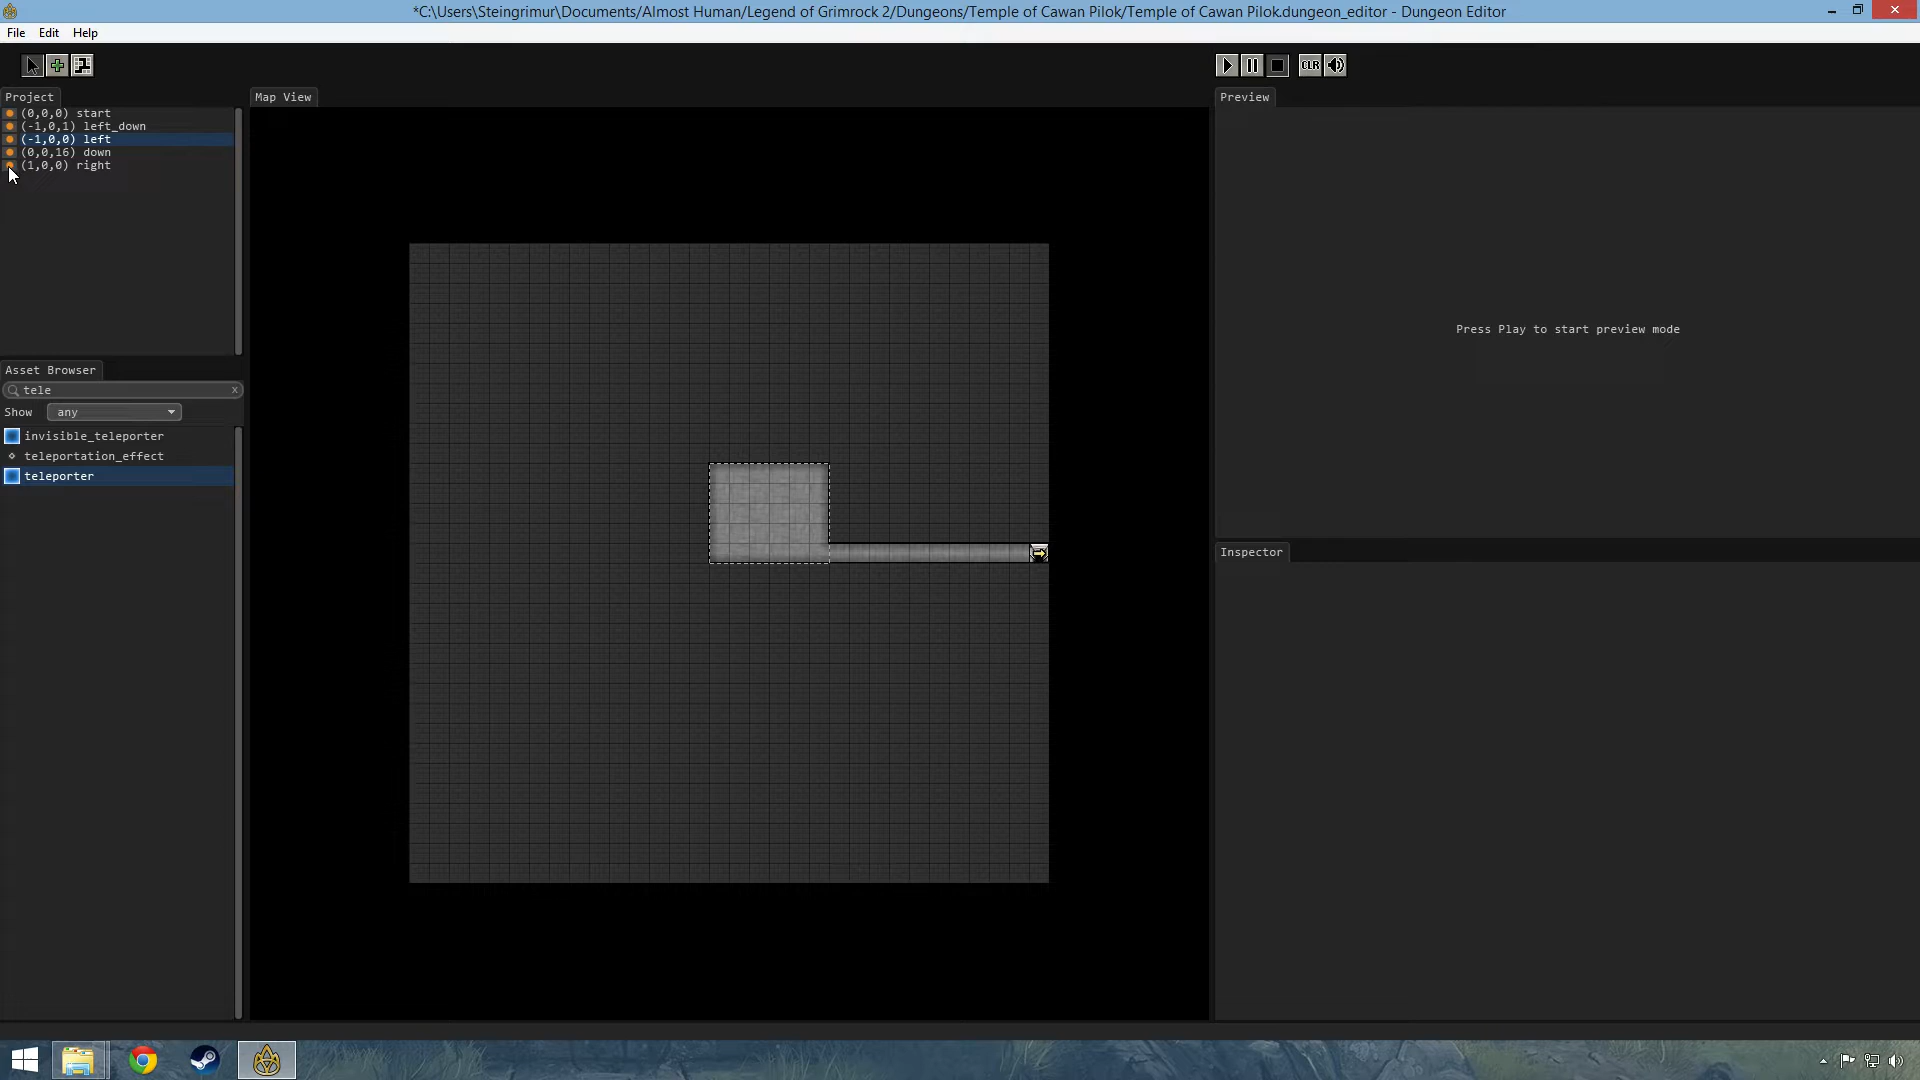 *C:\Users\Steingrimur\Documents/Almost Human/Legend of Grimrock 2/Dungeons/Temple of Cawan Pilok/Temple of Cawan Pilok.dungeon_editor - Dungeon Editor
File Edit Help
CLR
Project
Map View
Preview
(0,0,0) start
(-1,0,1) left_down
(-1,0,0) left
(0,0,16) down
(1,0,0) right
Press Play to start preview mode
Asset Browser
tele x
Show any
invisible_teleporter
teleportation_effect
teleporter
Inspector